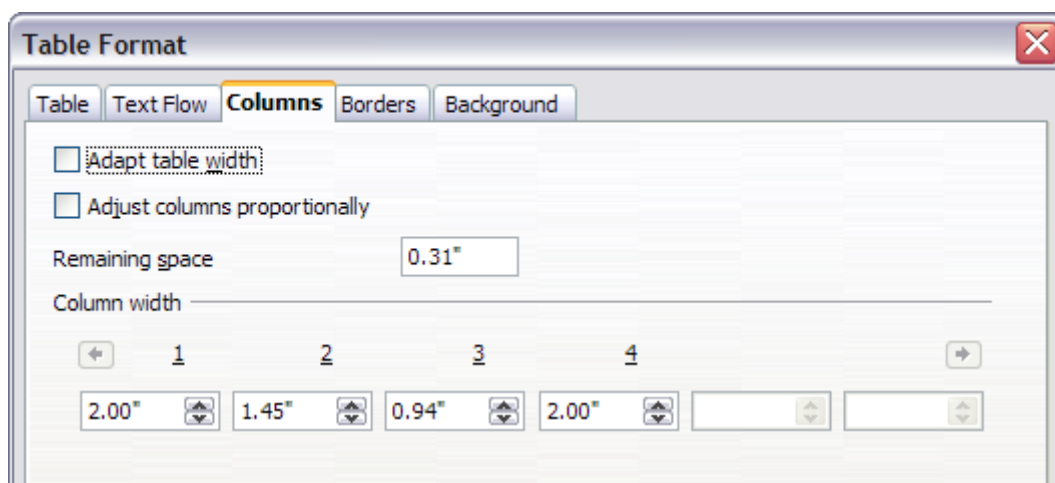 Table Format
Table Text Flow Columns Borders Background
Adapt table width
Adjust columns proportionally
Remaining space 0.31"
Column width
1 2 3 4
2.00" 1.45" 0.94" 2.00"